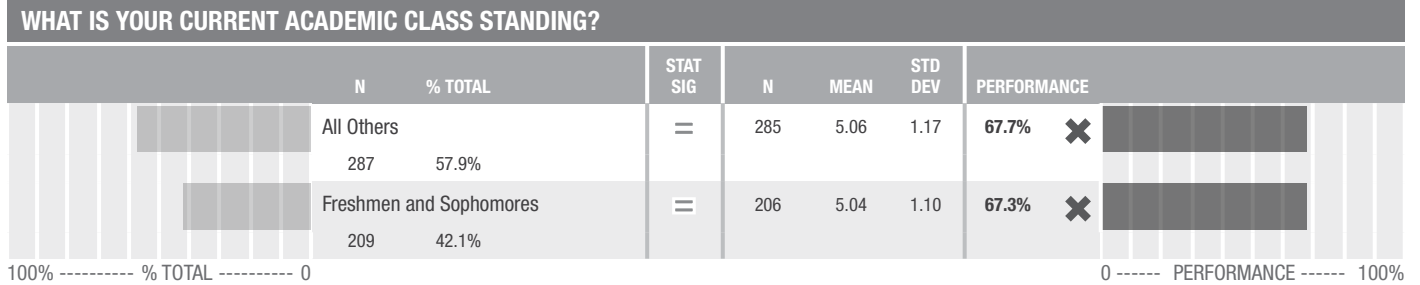 WHAT IS YOUR CURRENT ACADEMIC CLASS STANDING?
N % TOTAL STAT SIG N MEAN STD DEV PERFORMANCE
All Others = 285 5.06 1.17 67.7% ✖
287 57.9%
Freshmen and Sophomores = 206 5.04 1.10 67.3% ✖
209 42.1%
100% ---------- % TOTAL ---------- 0 0 ------ PERFORMANCE ------ 100%